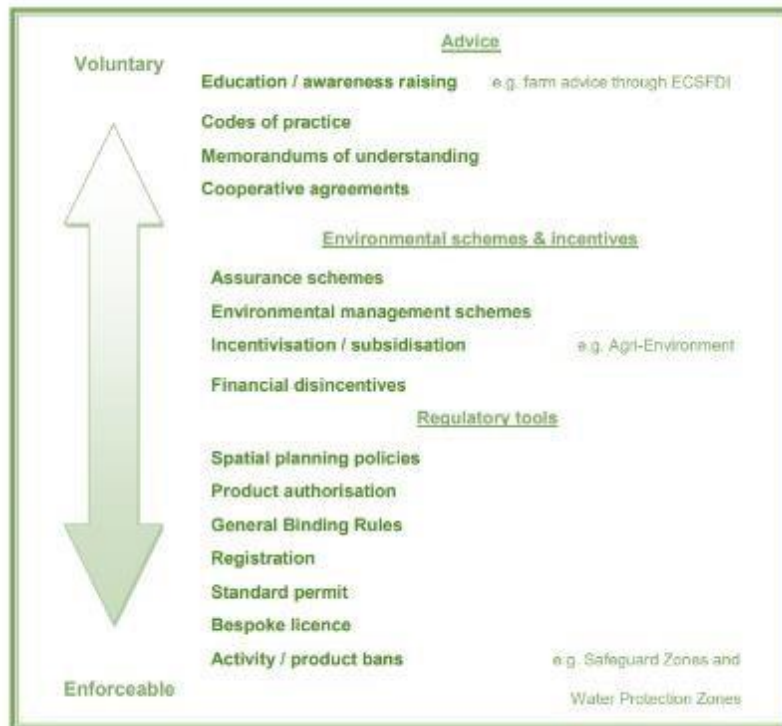 Advice
Voluntary
Education / awareness raising e.g. farm advice through ECSFDI
Codes of practice
Memorandums of understanding
Cooperative agreements
Environmental schemes & incentives
Assurance schemes
Environmental management schemes
Incentivisation / subsidisation e.g. Agri-Environment
Financial disincentives
Regulatory tools
Spatial planning policies
Product authorisation
General Binding Rules
Registration
Standard permit
Bespoke licence
Activity / product bans e.g. Safeguard Zones and
Enforceable
Water Protection Zones